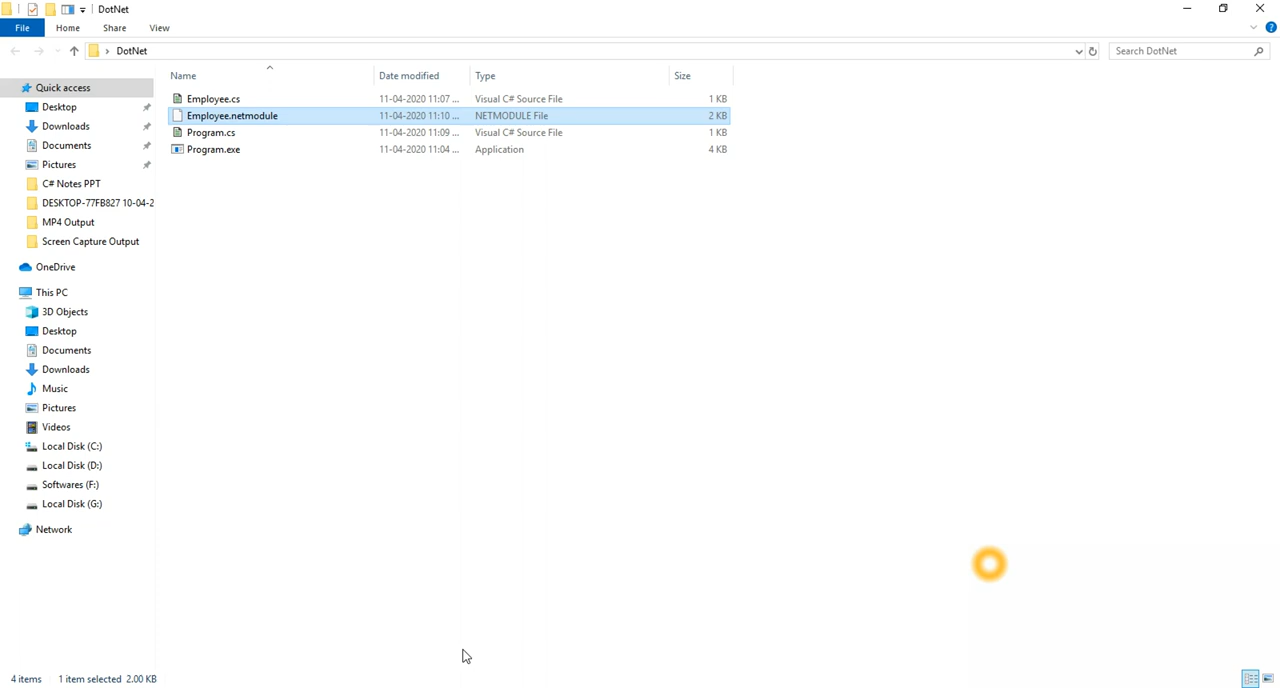 DotNet
File Home Share View
DotNet
Search DotNet
Name Date modified Type Size
Quick access
Desktop
Downloads
Documents
Pictures
C# Notes PPT
DESKTOP-77FB827 10-04-2
MP4 Output
Screen Capture Output
OneDrive
This PC
3D Objects
Desktop
Documents
Downloads
Music
Pictures
Videos
Local Disk (C:)
Local Disk (D:)
Softwares (F:)
Local Disk (G:)
Network
Employee.cs 11-04-2020 11:07 ... Visual C# Source File 1 KB
Employee.netmodule 11-04-2020 11:10 ... NETMODULE File 2 KB
Program.cs 11-04-2020 11:09 ... Visual C# Source File 1 KB
Program.exe 11-04-2020 11:04 ... Application 4 KB
4 items 1 item selected 2.00 KB